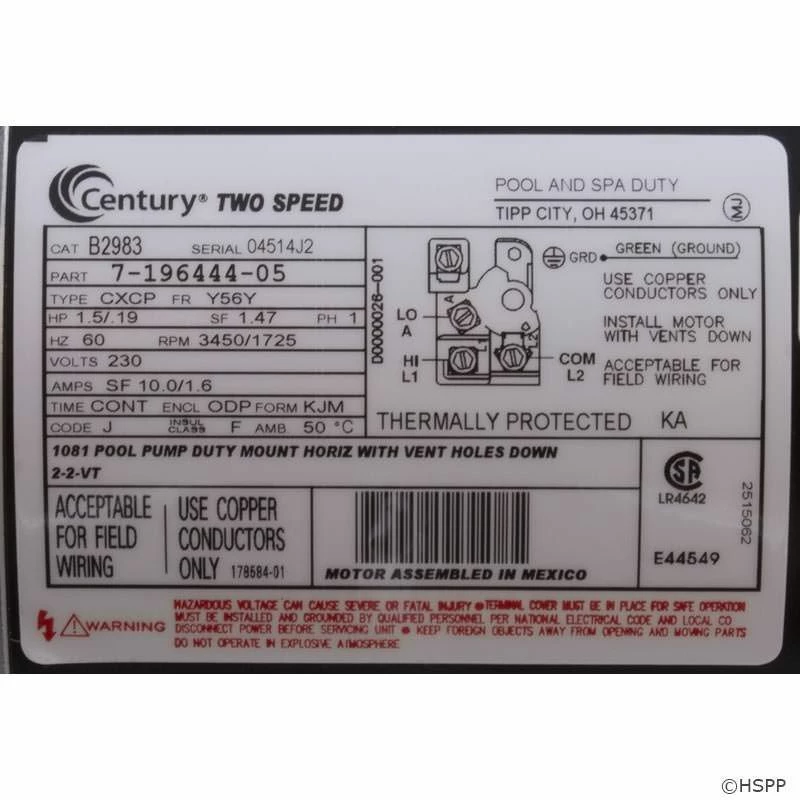 Century® TWO SPEED
POOL AND SPA DUTY
TIPP CITY, OH 45371
MJ
CAT B2983 SERIAL 04514J2
PART 7-196444-05
TYPE CXCP FR Y56Y
HP 1.5/.19 SF 1.47 PH 1
HZ 60 RPM 3450/1725
VOLTS 230
AMPS SF 10.0/1.6
TIME CONT ENCL ODP FORM KJM
CODE J INSUL CLASS F AMB. 50 °C
D0000026-001
LO
A
HI
L1
A
L1
L2
COM
L2
GRD
GREEN (GROUND)
USE COPPER
CONDUCTORS ONLY
INSTALL MOTOR
WITH VENTS DOWN
ACCEPTABLE FOR
FIELD WIRING
THERMALLY PROTECTED KA
1081 POOL PUMP DUTY MOUNT HORIZ WITH VENT HOLES DOWN
2-2-VT
ACCEPTABLE
FOR FIELD
WIRING
USE COPPER
CONDUCTORS
ONLY 178584-01
MOTOR ASSEMBLED IN MEXICO
SA
LR4642
E44549
2515062
WARNING
HAZARDOUS VOLTAGE CAN CAUSE SEVERE OR FATAL INJURY ● TERMINAL COVER MUST BE IN PLACE FOR SAFE OPERATION
MUST BE INSTALLED AND GROUNDED BY QUALIFIED PERSONNEL PER NATIONAL ELECTRICAL CODE AND LOCAL CO
DISCONNECT POWER BEFORE SERVICING UNIT ● KEEP FOREIGN OBJECTS AWAY FROM OPENING AND MOVING PARTS
DO NOT OPERATE IN EXPLOSIVE ATMOSPHERE
©HSPP